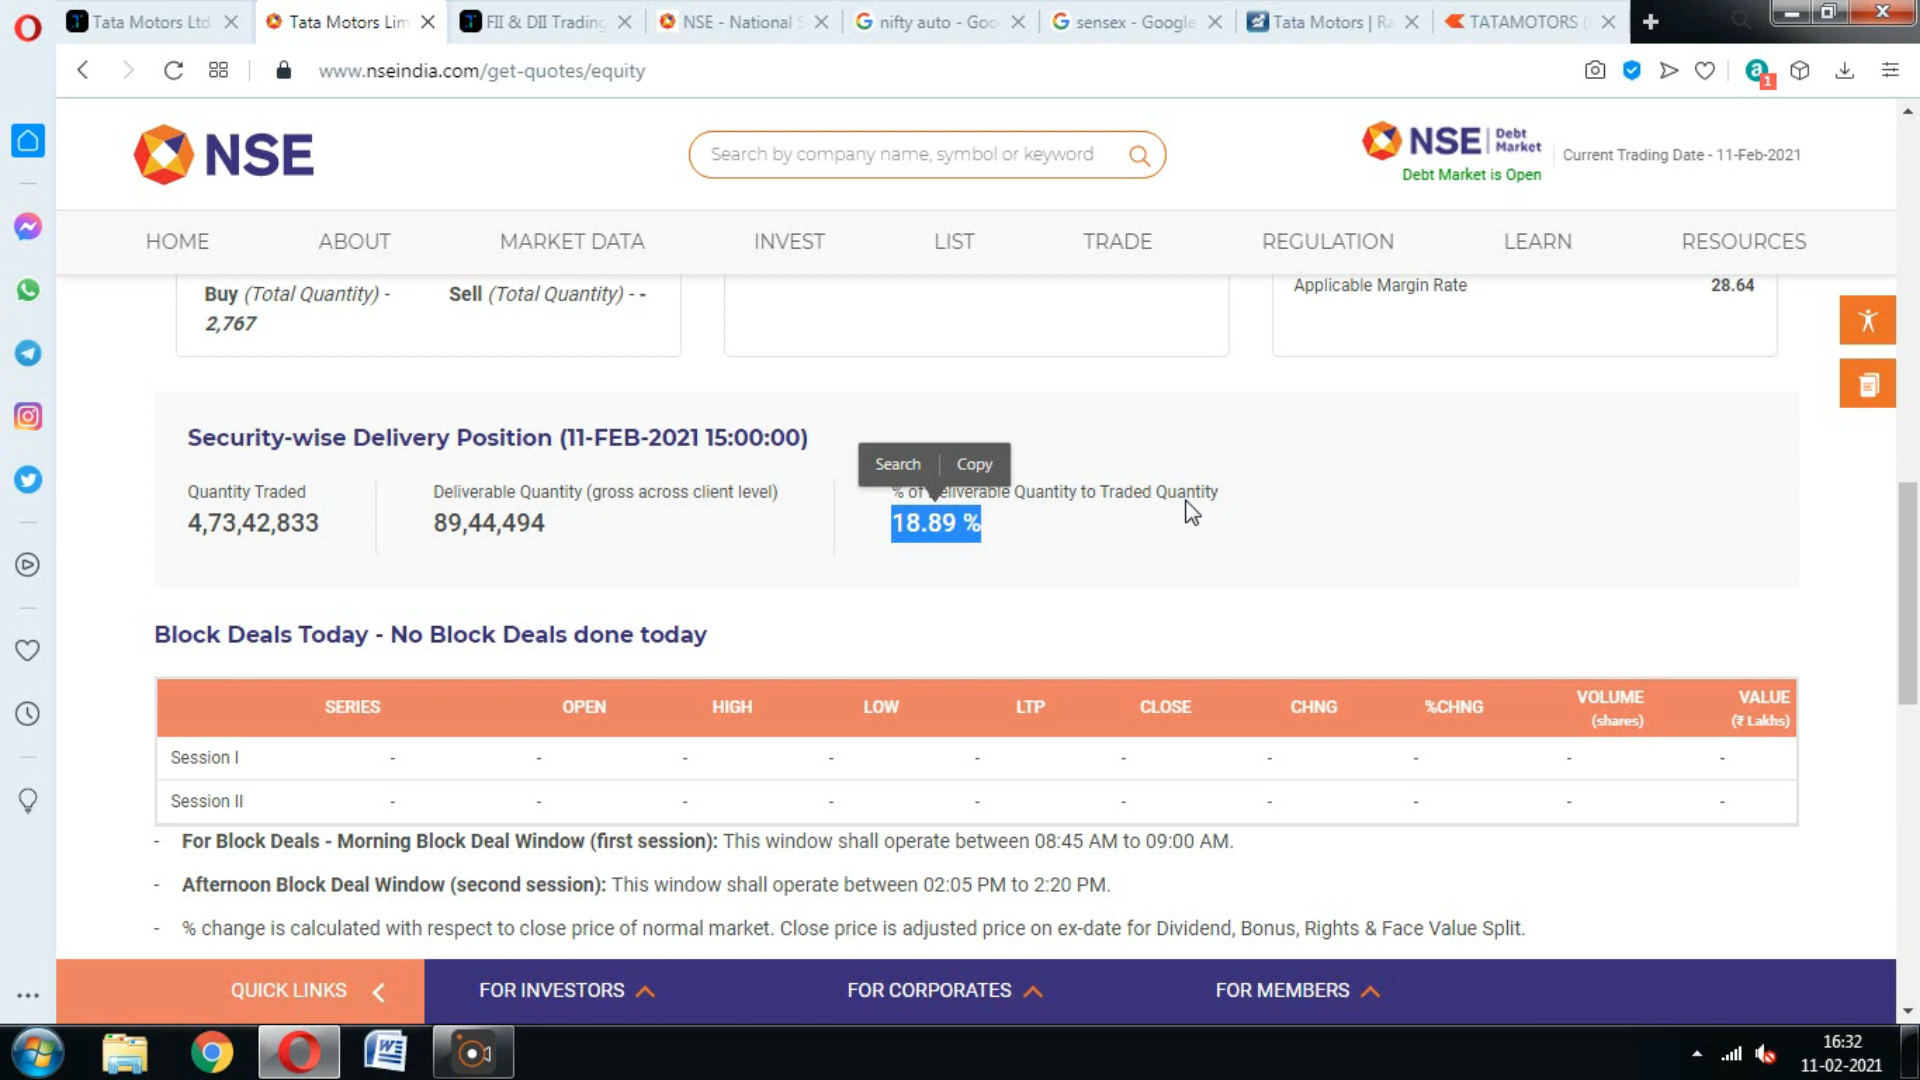 Tata Motors Ltd
Tata Motors Lim
FII & DII Trading
NSE - National S
nifty auto - Goo
sensex - Google
Tata Motors | Ra
TATAMOTORS (
www.nseindia.com/get-quotes/equity
1
NSE
Search by company name, symbol or keyword
NSE Debt Market
Debt Market is Open
Current Trading Date - 11-Feb-2021
HOME ABOUT MARKET DATA INVEST LIST TRADE REGULATION LEARN RESOURCES
Buy (Total Quantity) - 2,767
Sell (Total Quantity) - -
Applicable Margin Rate 28.64
Security-wise Delivery Position (11-FEB-2021 15:00:00)
Search Copy
Quantity Traded
4,73,42,833
Deliverable Quantity (gross across client level)
89,44,494
% of Deliverable Quantity to Traded Quantity
18.89 %
Block Deals Today - No Block Deals done today
SERIES OPEN HIGH LOW LTP CLOSE CHNG %CHNG VOLUME (shares) VALUE (₹ Lakhs)
Session I - - - - - - - - - -
Session II - - - - - - - - - -
- For Block Deals - Morning Block Deal Window (first session): This window shall operate between 08:45 AM to 09:00 AM.
- Afternoon Block Deal Window (second session): This window shall operate between 02:05 PM to 2:20 PM.
- % change is calculated with respect to close price of normal market. Close price is adjusted price on ex-date for Dividend, Bonus, Rights & Face Value Split.
QUICK LINKS FOR INVESTORS FOR CORPORATES FOR MEMBERS
16:32
11-02-2021